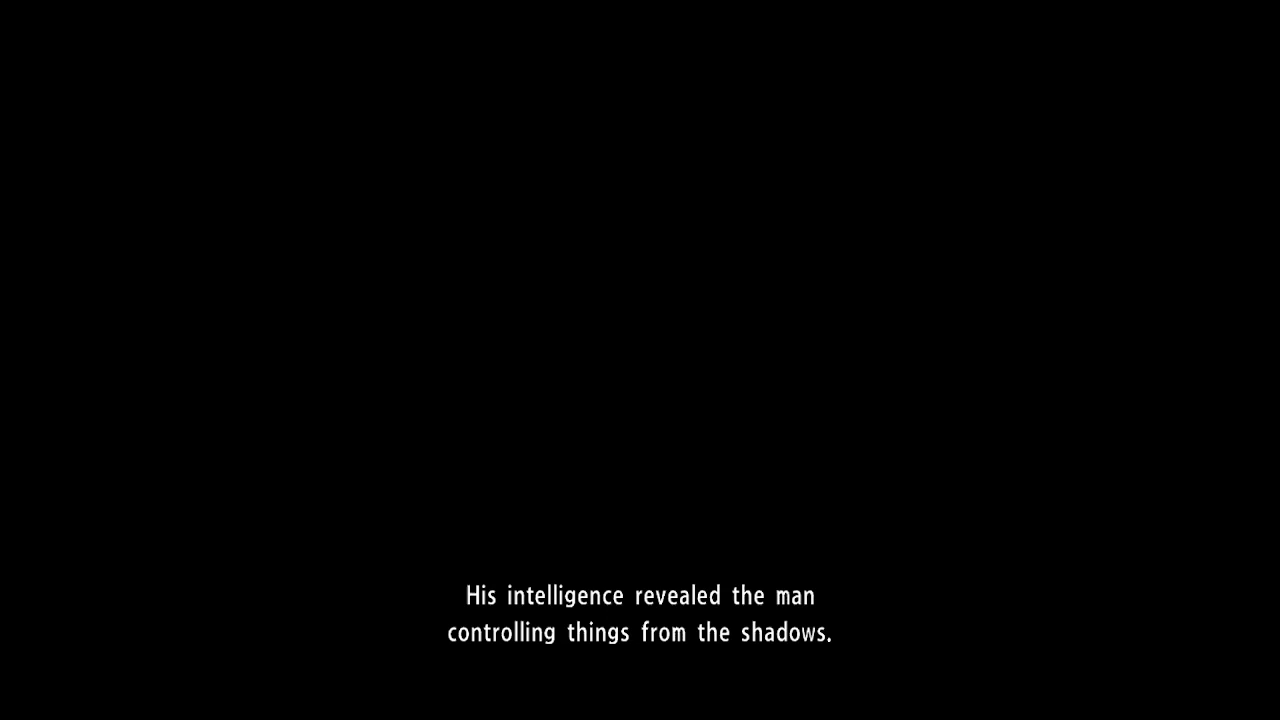 His intelligence revealed the man
controlling things from the shadows.